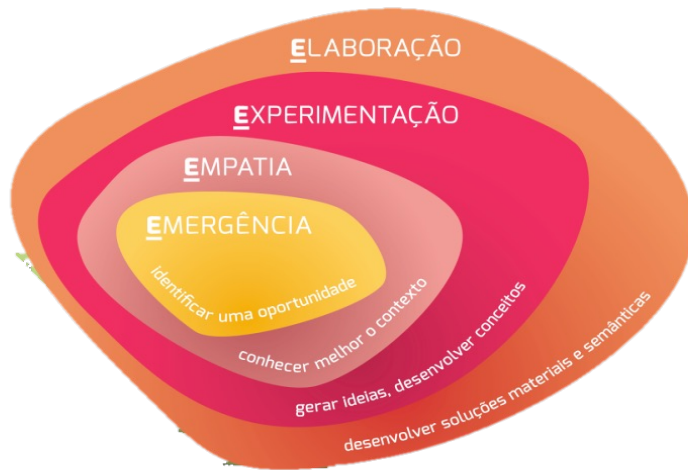 ELABORAÇÃO
EXPERIMENTAÇÃO
EMPATIA
EMERGÊNCIA
identificar uma oportunidade
conhecer melhor o contexto
gerar ideias, desenvolver conceitos
desenvolver soluções materiais e semânticas